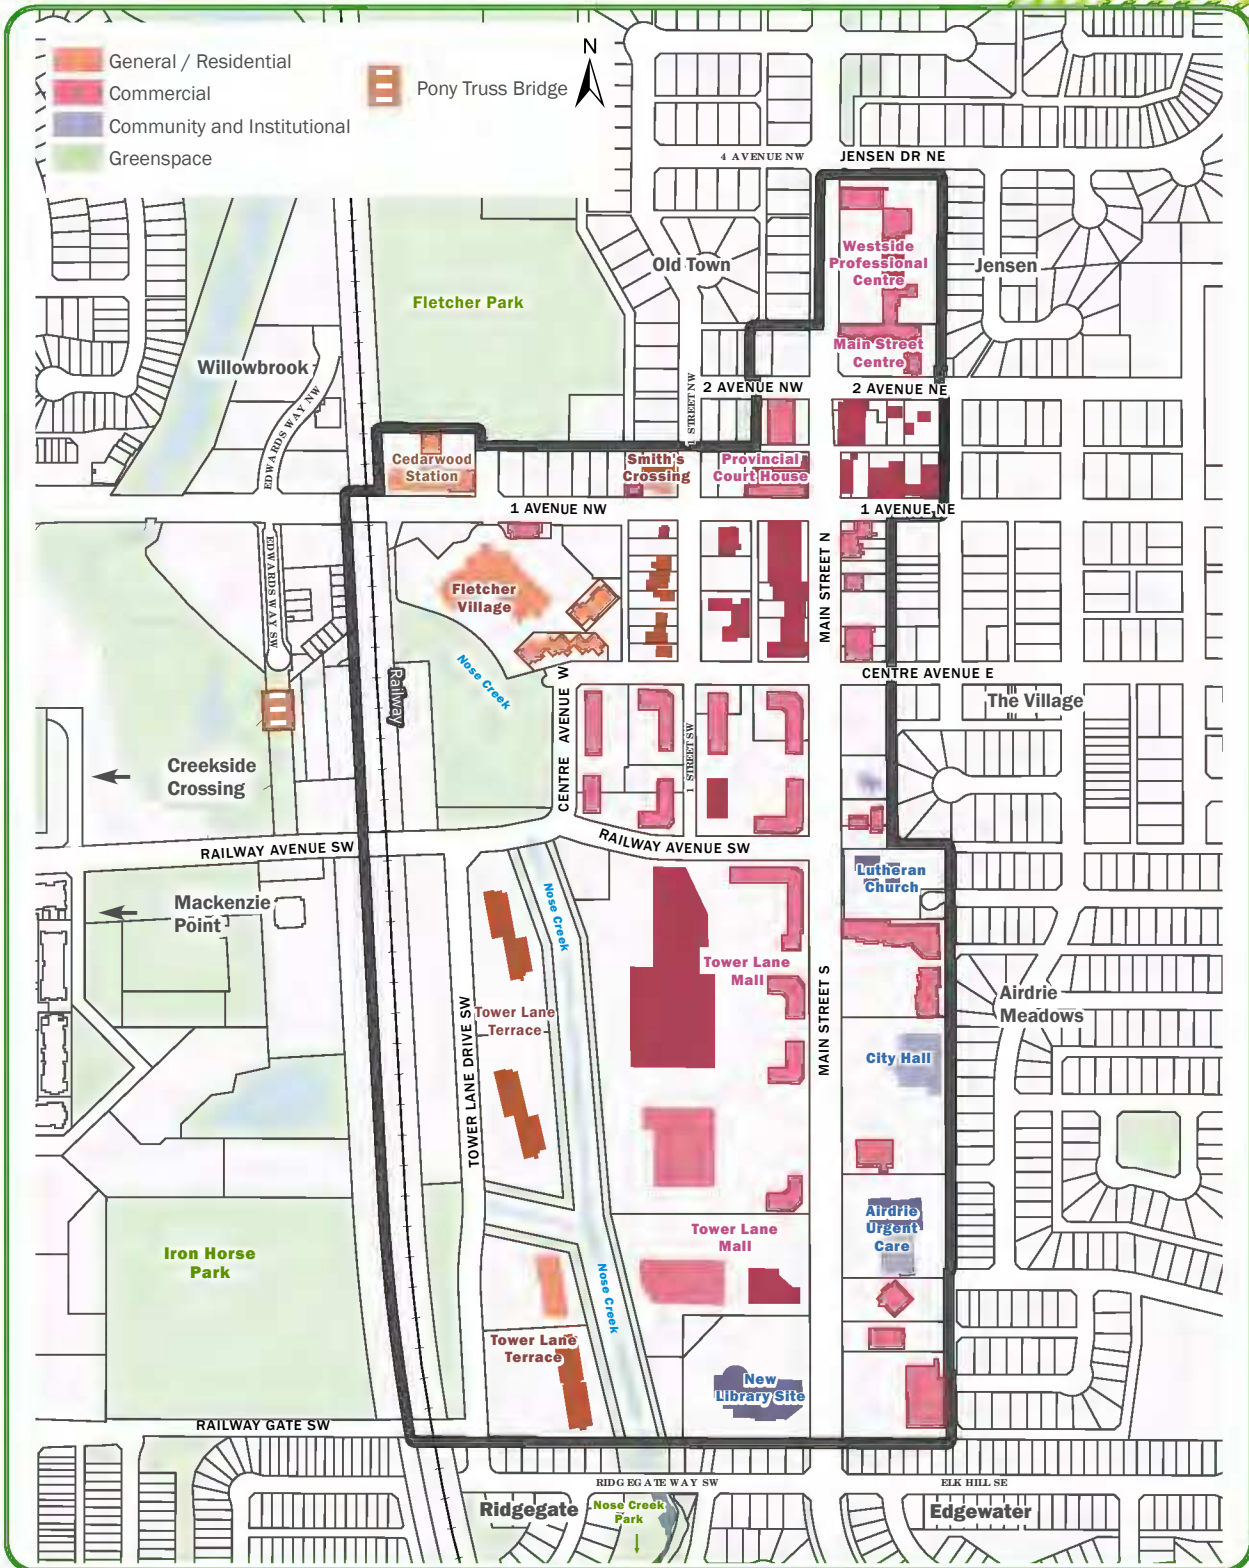 General / Residential
Commercial
Community and Institutional
Greenspace
Pony Truss Bridge
N
4 AVENUE NW
JENSEN DR NE
Westside
Professional
Centre
Old Town
Jensen
Fletcher Park
Willowbrook
Main Street
Centre
EDWARDS WAY NW
1 STREET NW
2 AVENUE NW
2 AVENUE NE
Cedarwood
Station
Smith's
Crossing
Provincial
Court House
1 AVENUE NW
1 AVENUE NE
EDWARDS WAY SW
Fletcher
Village
MAIN STREET N
Nose Creek
Railway
CENTRE AVENUE W
CENTRE AVENUE E
The Village
1 STREET SW
Creekside
Crossing
RAILWAY AVENUE SW
RAILWAY AVENUE SW
Lutheran
Church
Mackenzie
Point
Nose Creek
Tower Lane
Mall
MAIN STREET S
Airdrie
Meadows
Tower Lane
Terrace
City Hall
TOWER LANE DRIVE SW
Airdrie
Urgent
Care
Tower Lane
Mall
Iron Horse
Park
Nose Creek
Tower Lane
Terrace
New
Library Site
RAILWAY GATE SW
RIDGEGATE WAY SW
ELK HILL SE
Ridgegate
Nose Creek
Park
Edgewater